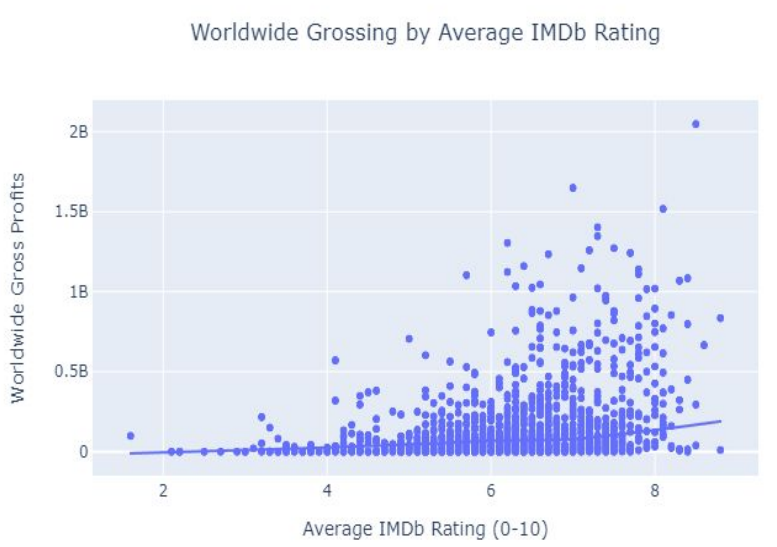 Worldwide Grossing by Average IMDb Rating
Worldwide Gross Profits
2B
1.5B
1B
0.5B
0
2
4
6
8
Average IMDb Rating (0-10)